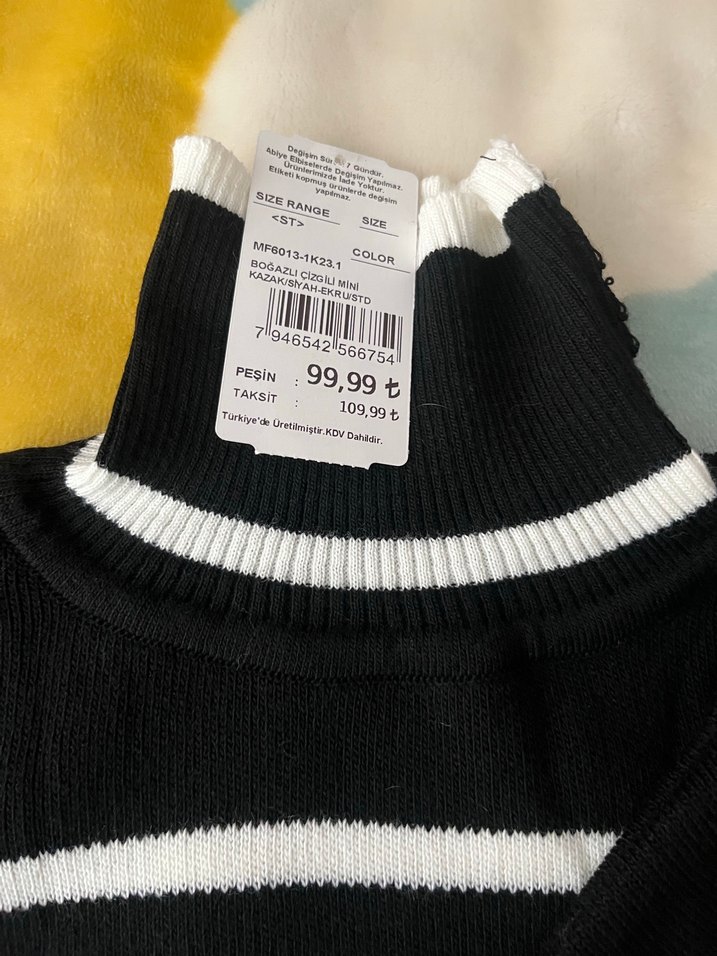 Değişim Süresi 7 Gündür.
Abiye Elbiselerde Değişim Yapılmaz.
Ürünlerimizde İade Yoktur.
Etiketi kopmuş ürünlerde değişim
yapılmaz.
SIZE RANGE SIZE
<ST>
MF6013-1K23.1 COLOR
BOĞAZLI ÇİZGİLİ MİNİ
KAZAK/SİYAH-EKRU/STD
7 946542 566754
PEŞİN : 99,99 ₺
TAKSİT : 109,99 ₺
Türkiye'de Üretilmiştir.KDV Dahildir.